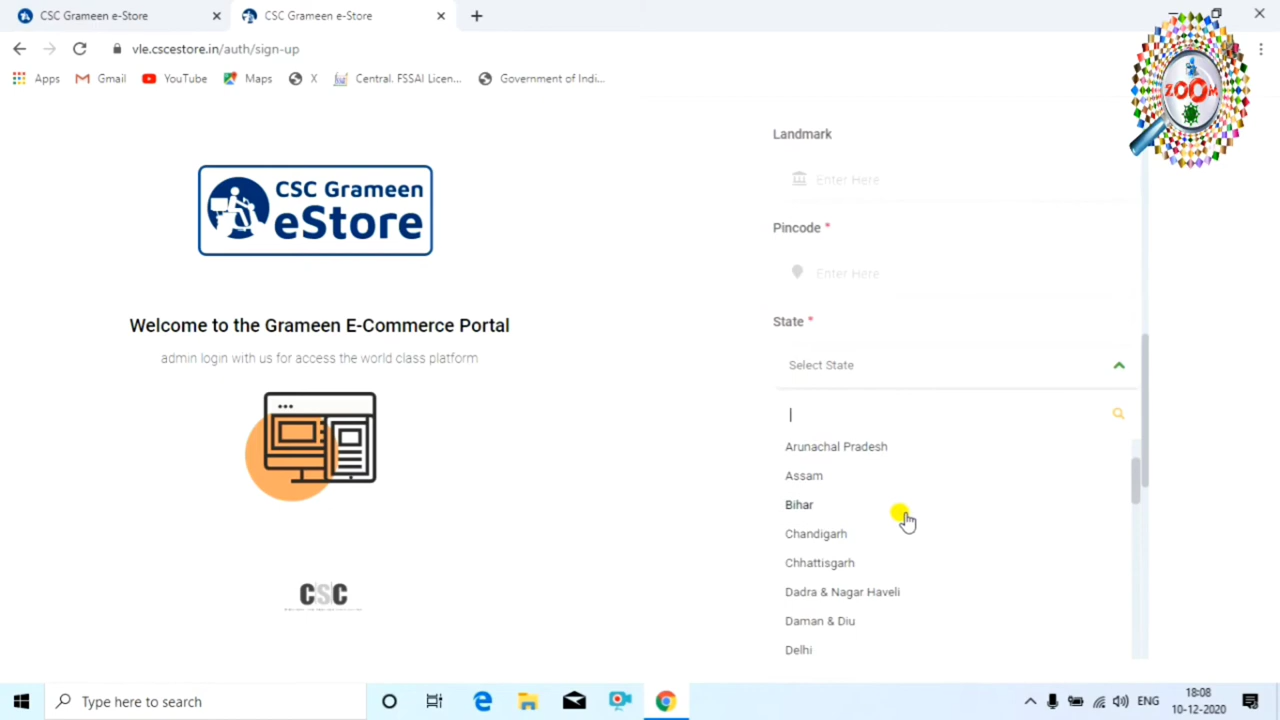 CSC Grameen e-Store
CSC Grameen e-Store
vle.cscestore.in/auth/sign-up
Apps
Gmail
YouTube
Maps
X
Central. FSSAI Licen...
Government of Indi...
ZOOM
CSC Grameen
eStore
Welcome to the Grameen E-Commerce Portal
admin login with us for access the world class platform
CSC
Landmark
Enter Here
Pincode *
Enter Here
State *
Select State
Arunachal Pradesh
Assam
Bihar
Chandigarh
Chhattisgarh
Dadra & Nagar Haveli
Daman & Diu
Delhi
Type here to search
ENG
18:08
10-12-2020